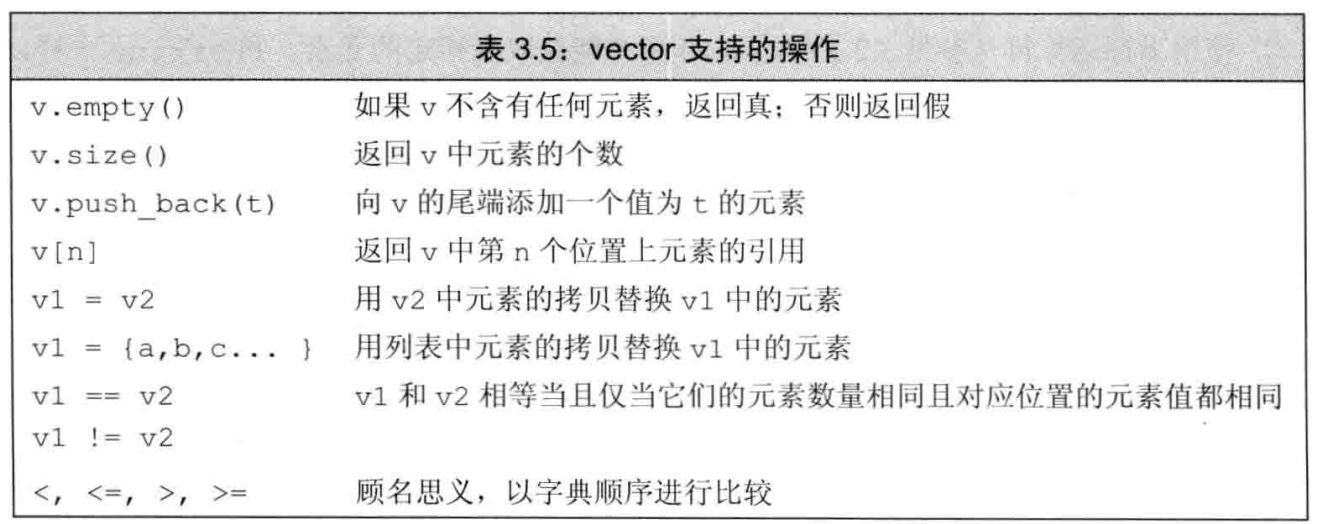 表 3.5：vector 支持的操作
v.empty() 如果 v 不含有任何元素，返回真；否则返回假
v.size() 返回 v 中元素的个数
v.push_back(t) 向 v 的尾端添加一个值为 t 的元素
v[n] 返回 v 中第 n 个位置上元素的引用
v1 = v2 用 v2 中元素的拷贝替换 v1 中的元素
v1 = {a,b,c... } 用列表中元素的拷贝替换 v1 中的元素
v1 == v2 v1 和 v2 相等当且仅当它们的元素数量相同且对应位置的元素值都相同
v1 != v2
<, <=, >, >= 顾名思义，以字典顺序进行比较